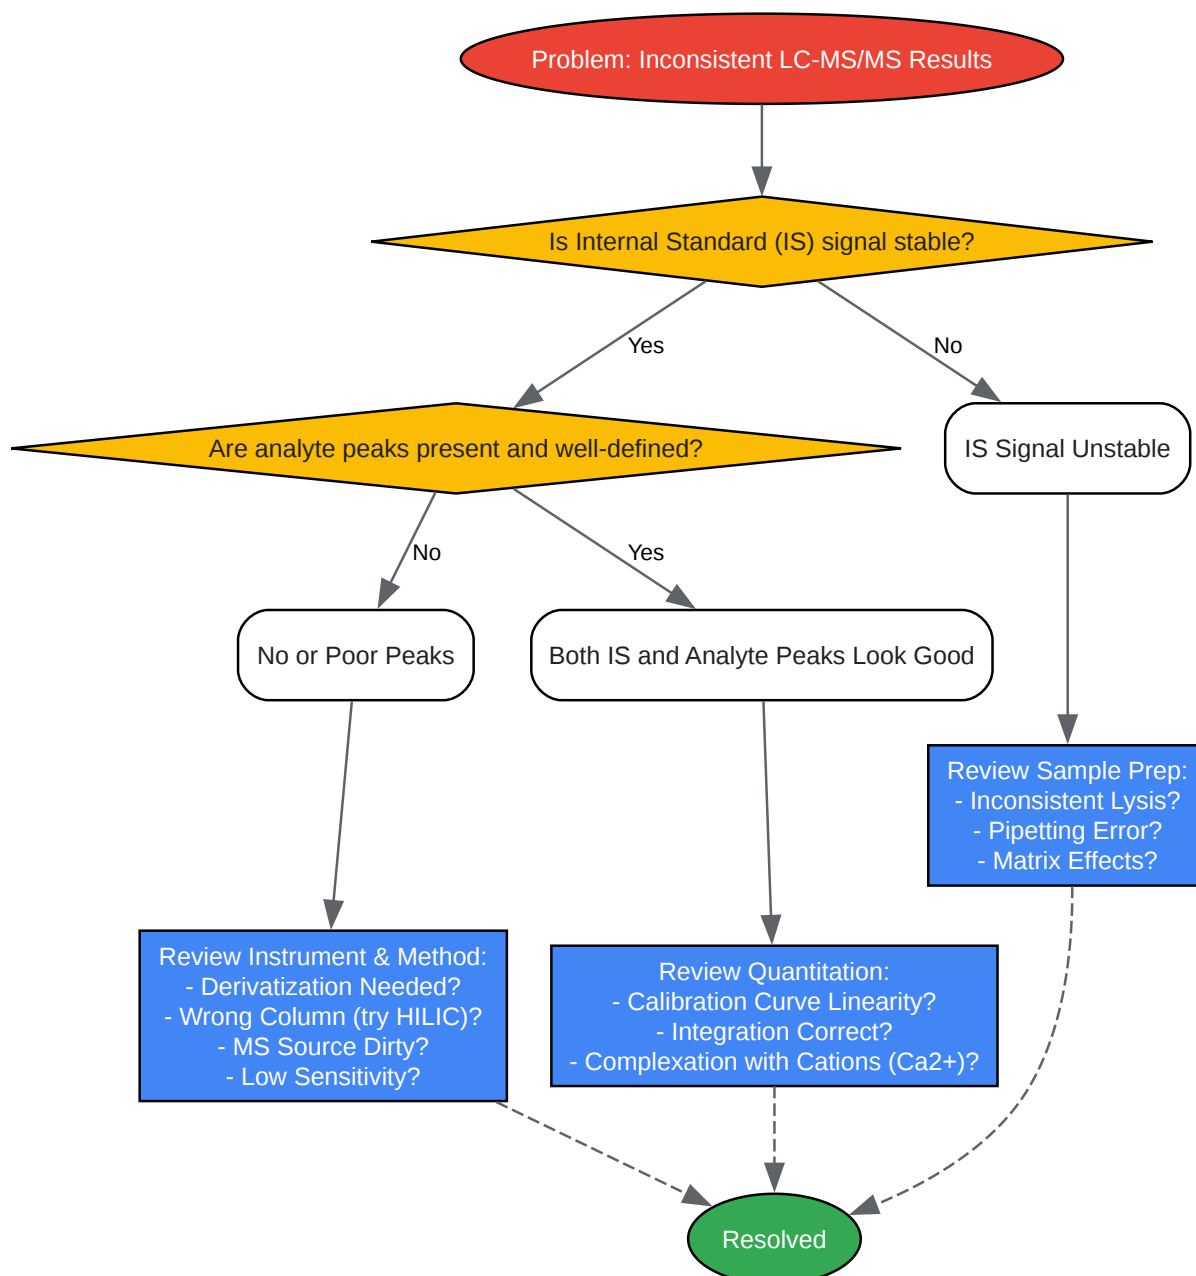 Problem: Inconsistent LC-MS/MS Results
Is Internal Standard (IS) signal stable?
Yes
No
Are analyte peaks present and well-defined?
IS Signal Unstable
No
Yes
No or Poor Peaks
Both IS and Analyte Peaks Look Good
Review Sample Prep:
- Inconsistent Lysis?
- Pipetting Error?
- Matrix Effects?
Review Instrument & Method:
- Derivatization Needed?
- Wrong Column (try HILIC)?
- MS Source Dirty?
- Low Sensitivity?
Review Quantitation:
- Calibration Curve Linearity?
- Integration Correct?
- Complexation with Cations (Ca2+)?
Resolved